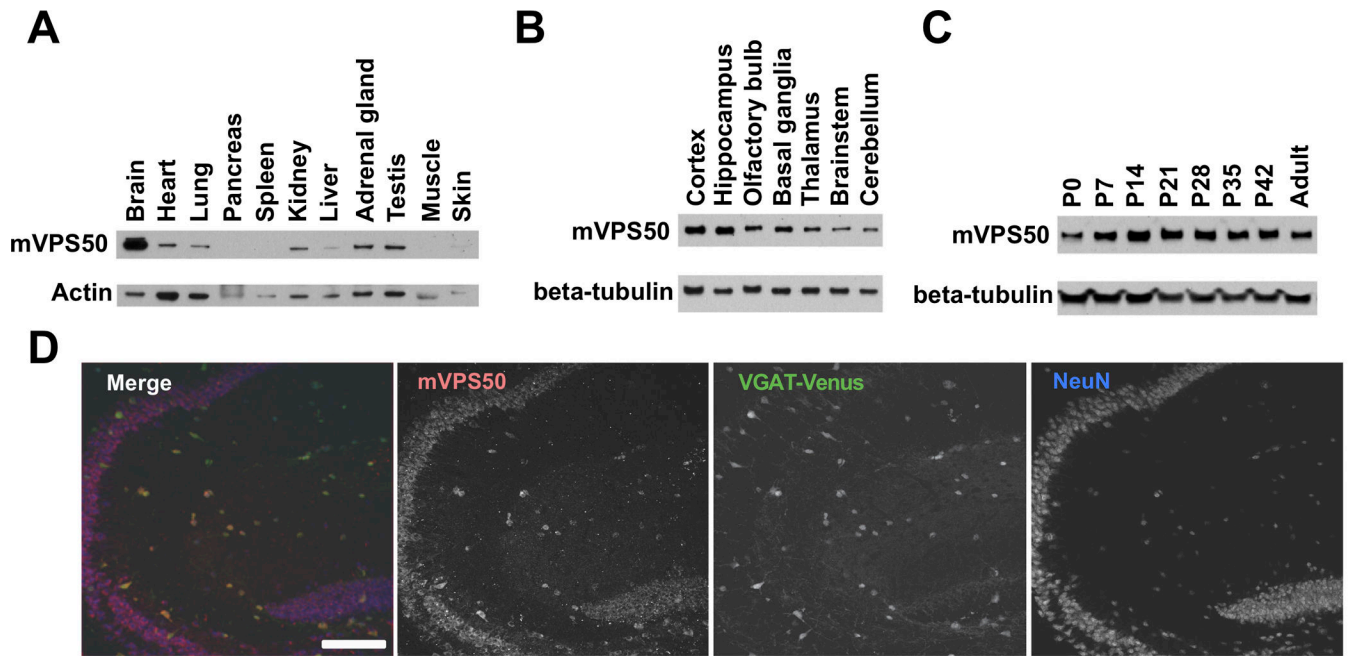 A
Brain
Heart
Lung
Pancreas
Spleen
Kidney
Liver
Adrenal gland
Testis
Muscle
Skin
mVPS50
Actin
B
Cortex
Hippocampus
Olfactory bulb
Basal ganglia
Thalamus
Brainstem
Cerebellum
mVPS50
beta-tubulin
C
P0
P7
P14
P21
P28
P35
P42
Adult
mVPS50
beta-tubulin
D
Merge
mVPS50
VGAT-Venus
NeuN